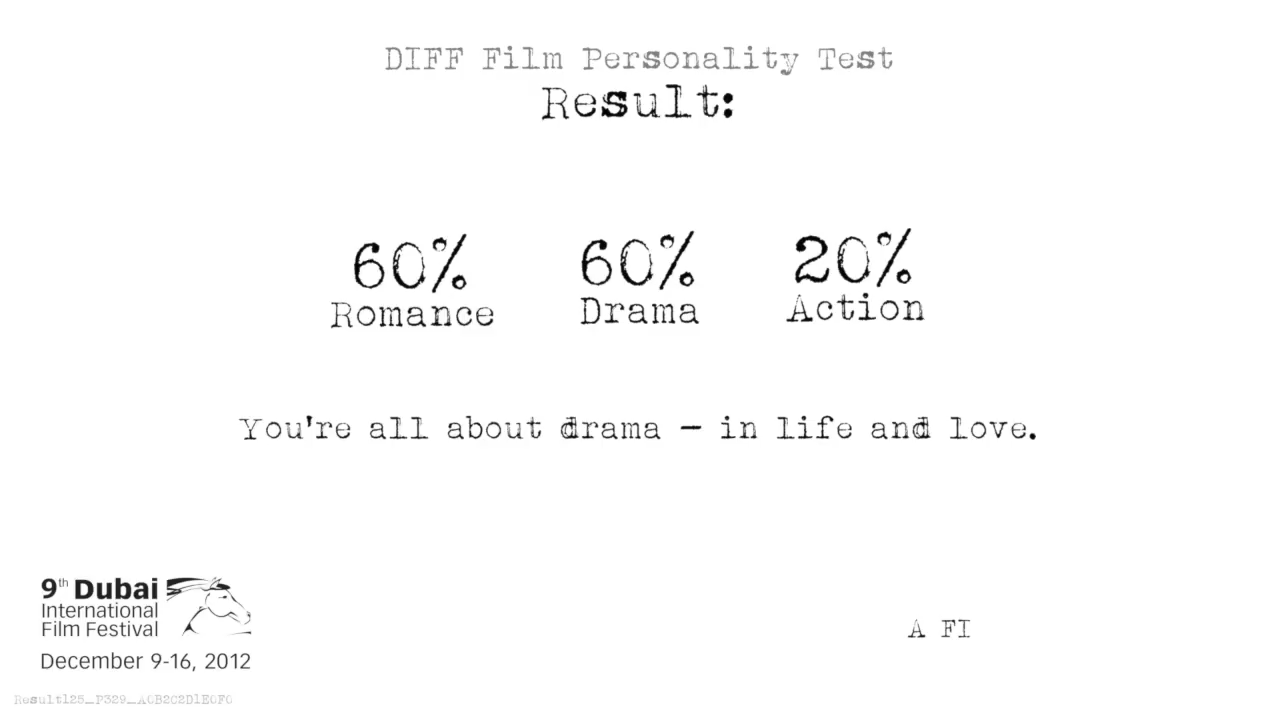 DIFF Film Personality Test
Result:
60% 60% 20%
Romance Drama Action
You're all about drama – in life and love.
9th Dubai
International
Film Festival
December 9-16, 2012
A FI
Result125_P329_A0B2C2D1E0F0